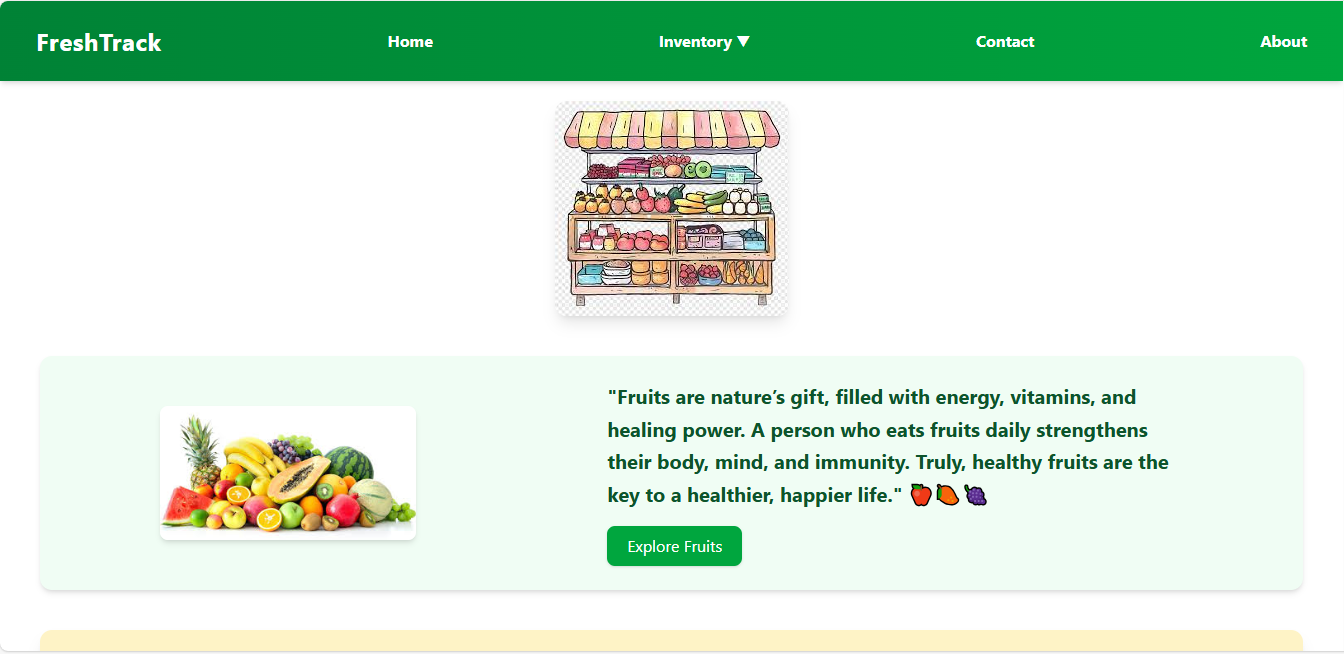 FreshTrack
Home
Inventory ▼
Contact
About
"Fruits are nature’s gift, filled with energy, vitamins, and
healing power. A person who eats fruits daily strengthens
their body, mind, and immunity. Truly, healthy fruits are the
key to a healthier, happier life." 🍎🥭🍇
Explore Fruits